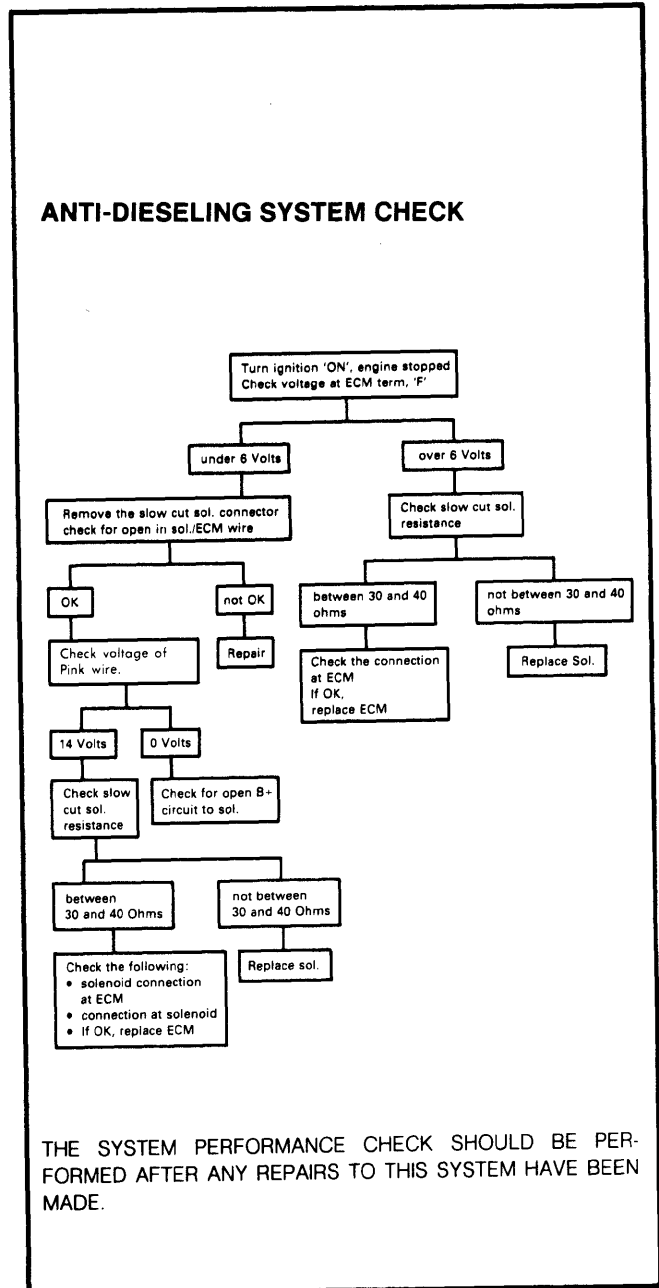 ANTI-DIESELING SYSTEM CHECK
Turn ignition 'ON', engine stopped
Check voltage at ECM term, 'F'
under 6 Volts
over 6 Volts
Remove the slow cut sol. connector
check for open in sol./ECM wire
Check slow cut sol.
resistance
OK
not OK
between 30 and 40
ohms
not between 30 and 40
ohms
Check voltage of
Pink wire.
Repair
Check the connection
at ECM
If OK,
replace ECM
Replace Sol.
14 Volts
0 Volts
Check slow
cut sol.
resistance
Check for open B+
circuit to sol.
between
30 and 40 Ohms
not between
30 and 40 Ohms
Check the following:
• solenoid connection
at ECM
• connection at solenoid
• If OK, replace ECM
Replace sol.
THE SYSTEM PERFORMANCE CHECK SHOULD BE PER-
FORMED AFTER ANY REPAIRS TO THIS SYSTEM HAVE BEEN
MADE.